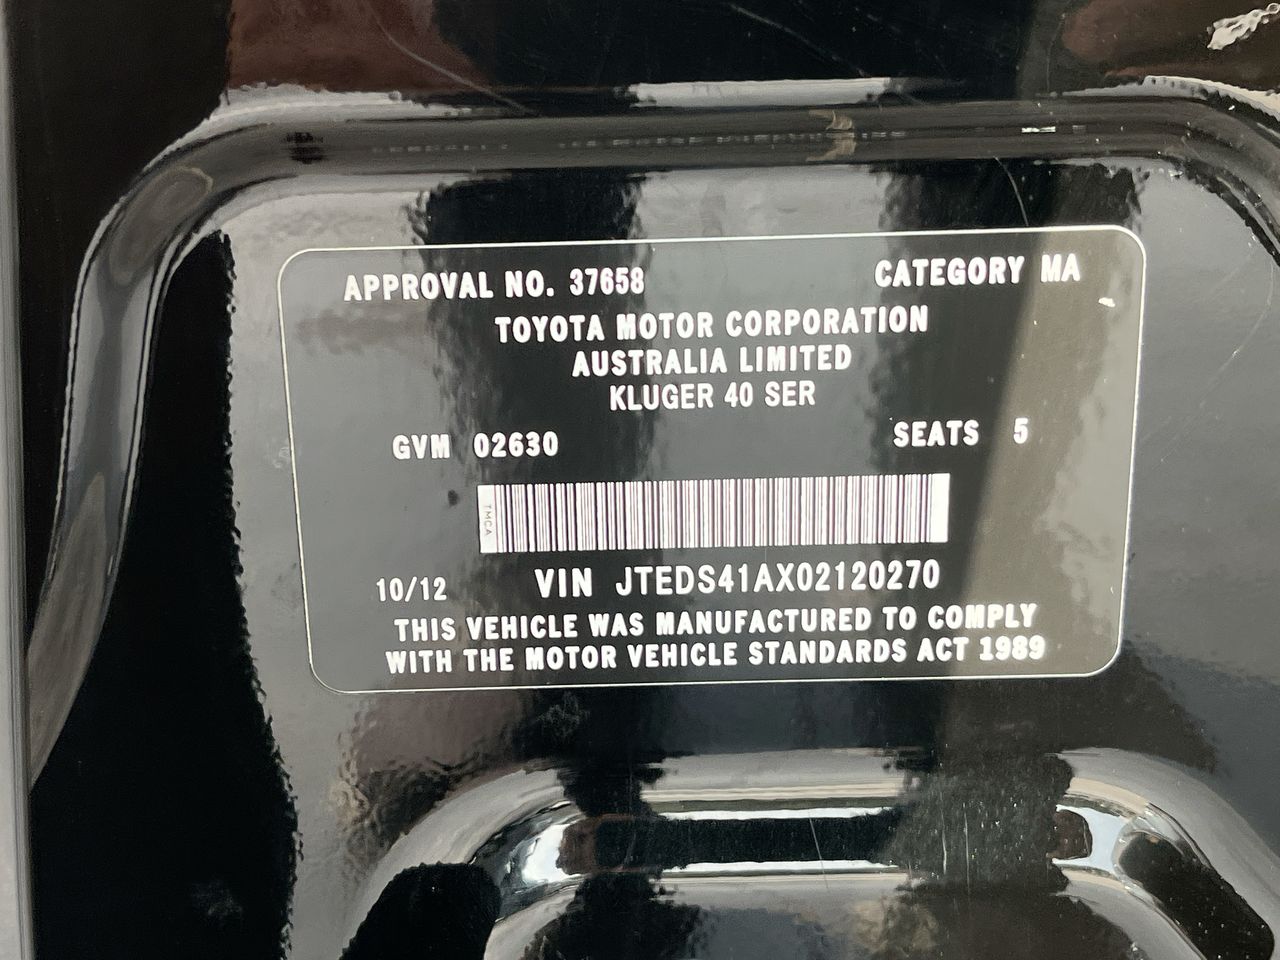 APPROVAL NO. 37658 CATEGORY MA
TOYOTA MOTOR CORPORATION
AUSTRALIA LIMITED
KLUGER 40 SER
GVM 02630 SEATS 5
TMCA
10/12 VIN JTEDS41AX02120270
THIS VEHICLE WAS MANUFACTURED TO COMPLY
WITH THE MOTOR VEHICLE STANDARDS ACT 1989